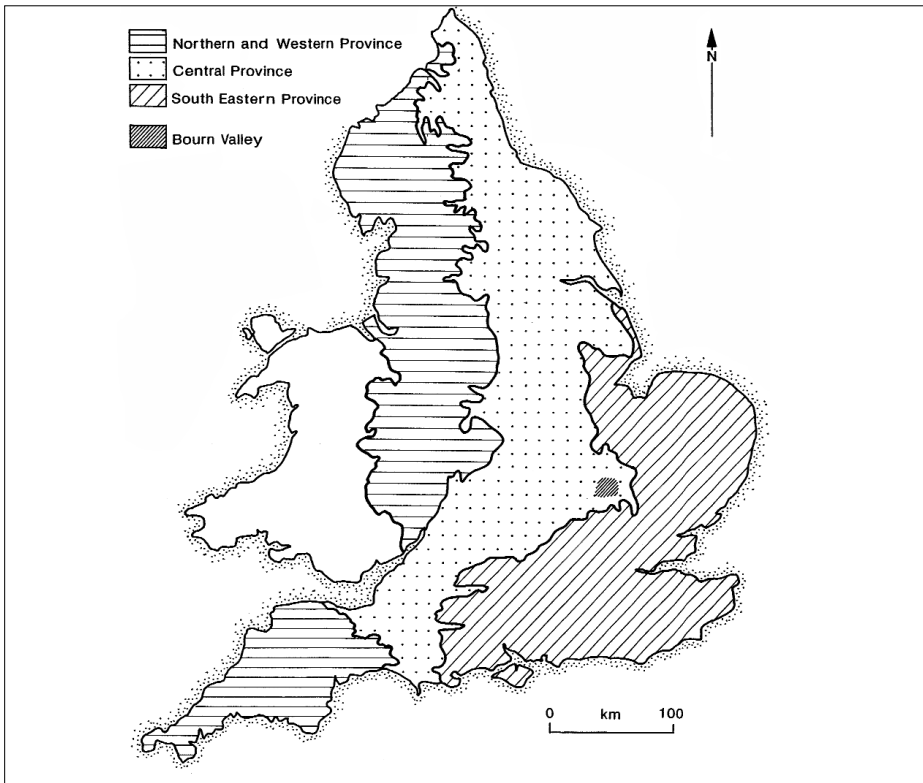 Northern and Western Province
Central Province
South Eastern Province
Bourn Valley
N
0 km 100